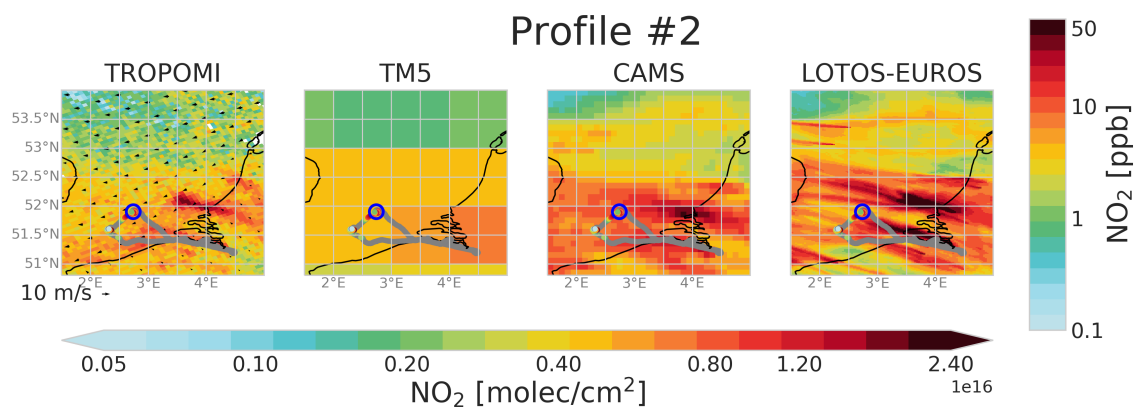 Profile #2
TROPOMI
TM5
CAMS
LOTOS-EUROS
53.5°N
53°N
52.5°N
52°N
51.5°N
51°N
2°E 3°E 4°E
2°E 3°E 4°E
2°E 3°E 4°E
2°E 3°E 4°E
10 m/s
50
10
1
0.1
NO₂ [ppb]
0.05 0.10 0.20 0.40 0.80 1.20 2.40
1e16
NO₂ [molec/cm²]